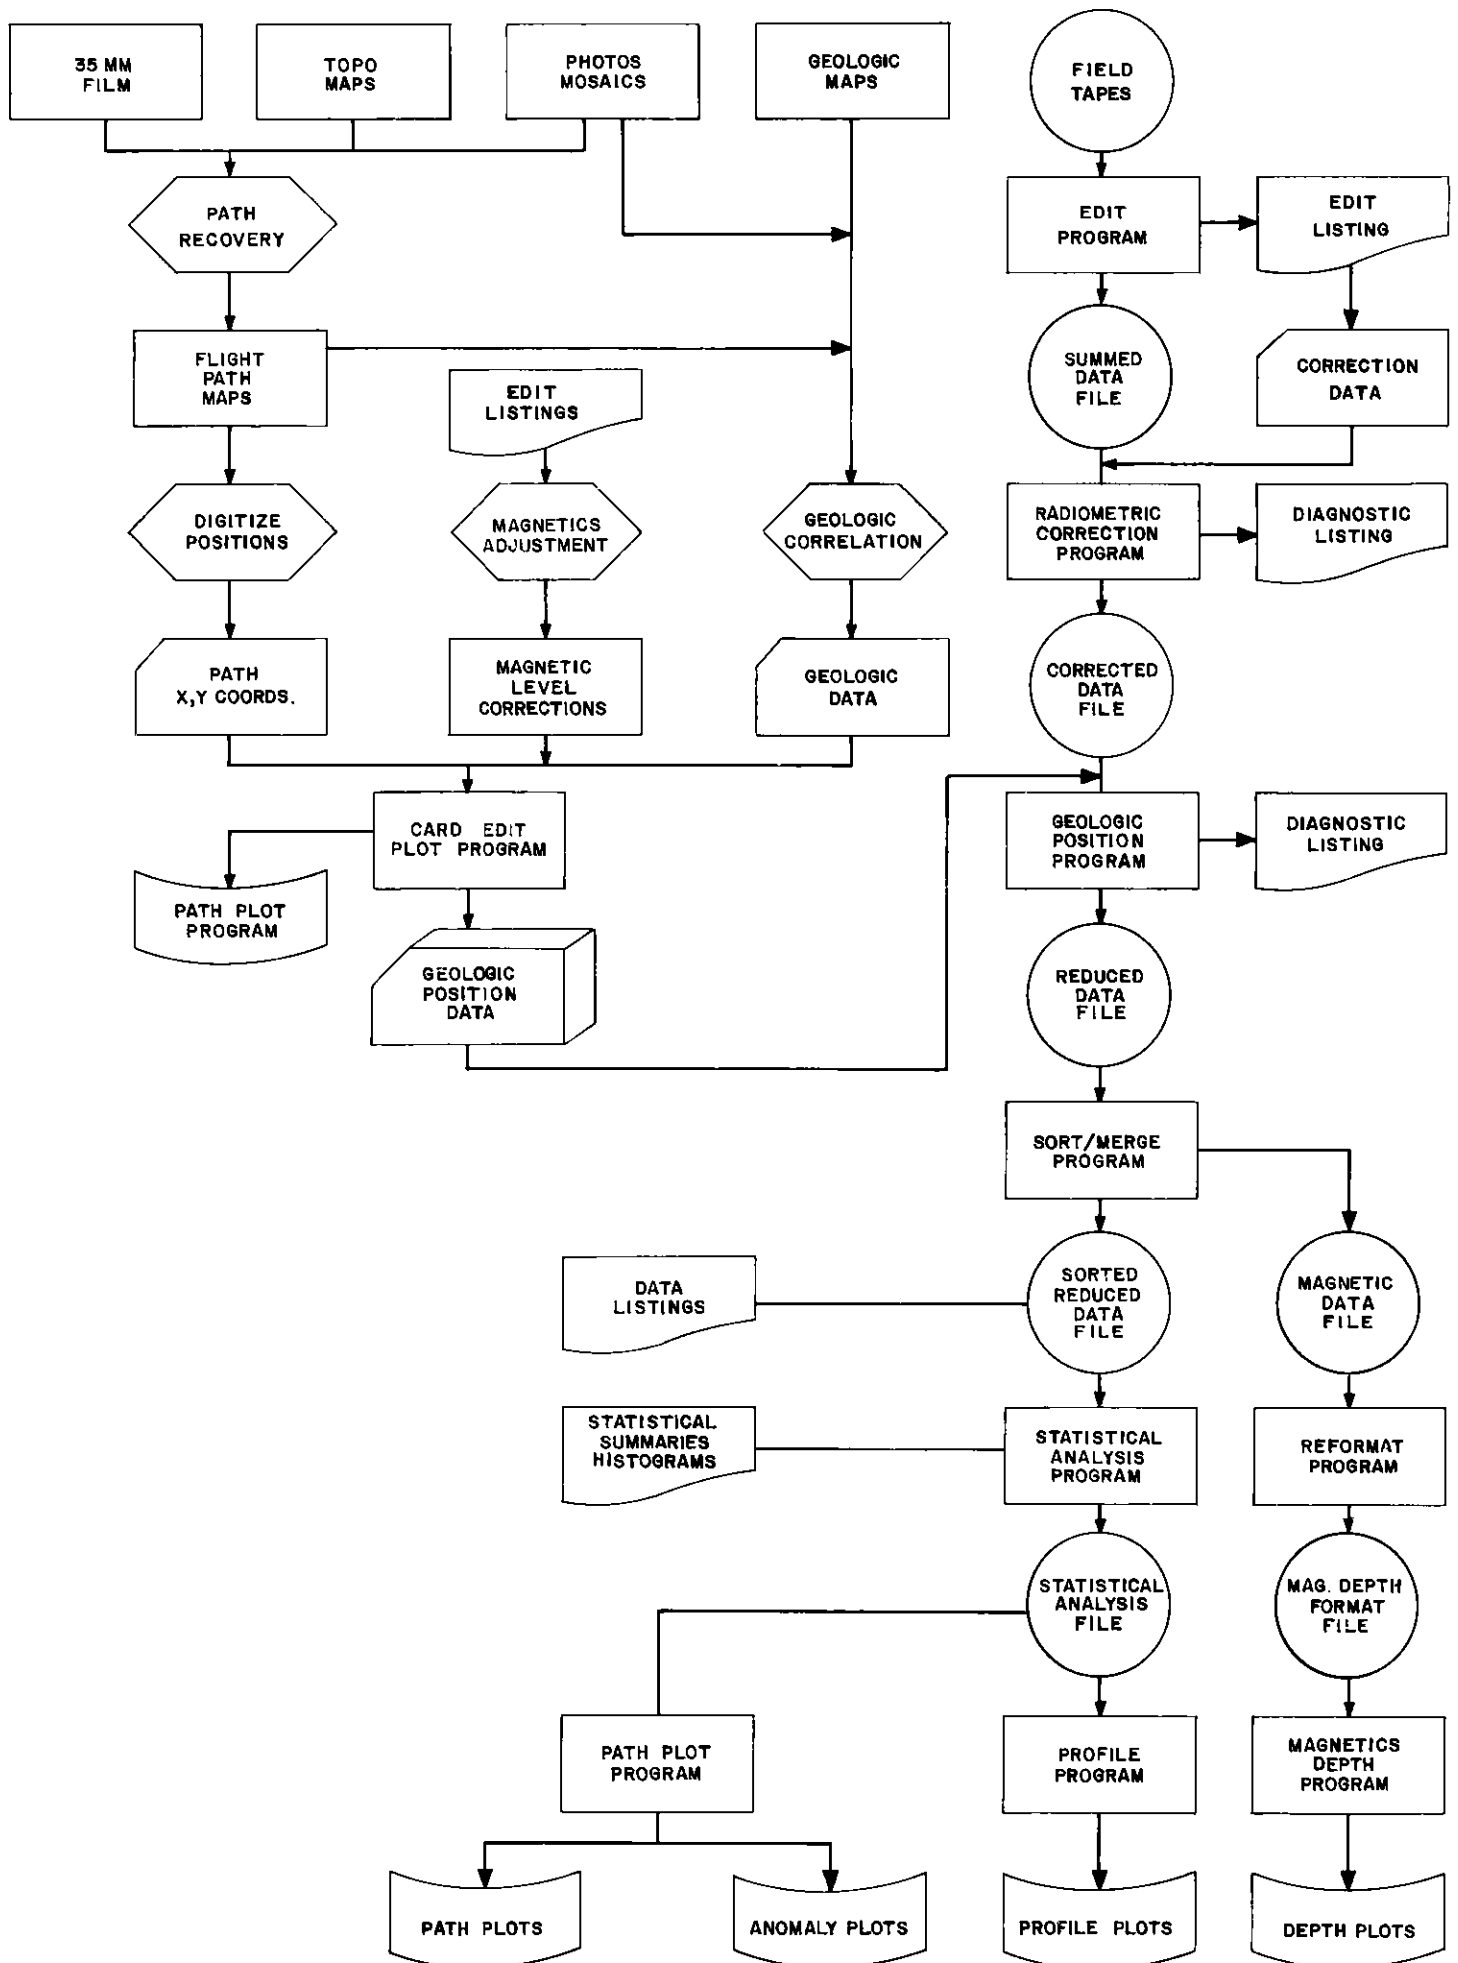 35 MM
FILM
TOPO
MAPS
PHOTOS
MOSAICS
GEOLOGIC
MAPS
FIELD
TAPES
PATH
RECOVERY
EDIT
PROGRAM
EDIT
LISTING
FLIGHT
PATH
MAPS
EDIT
LISTINGS
SUMMED
DATA
FILE
CORRECTION
DATA
DIGITIZE
POSITIONS
MAGNETICS
ADJUSTMENT
GEOLOGIC
CORRELATION
RADIOMETRIC
CORRECTION
PROGRAM
DIAGNOSTIC
LISTING
PATH
X,Y COORDS.
MAGNETIC
LEVEL
CORRECTIONS
GEOLOGIC
DATA
CORRECTED
DATA
FILE
CARD EDIT
PLOT PROGRAM
GEOLOGIC
POSITION
PROGRAM
DIAGNOSTIC
LISTING
PATH PLOT
PROGRAM
GEOLOGIC
POSITION
DATA
REDUCED
DATA
FILE
SORT/MERGE
PROGRAM
DATA
LISTINGS
SORTED
REDUCED
DATA
FILE
MAGNETIC
DATA
FILE
STATISTICAL
SUMMARIES
HISTOGRAMS
STATISTICAL
ANALYSIS
PROGRAM
REFORMAT
PROGRAM
STATISTICAL
ANALYSIS
FILE
MAG. DEPTH
FORMAT
FILE
PATH PLOT
PROGRAM
PROFILE
PROGRAM
MAGNETICS
DEPTH
PROGRAM
PATH PLOTS
ANOMALY PLOTS
PROFILE PLOTS
DEPTH PLOTS